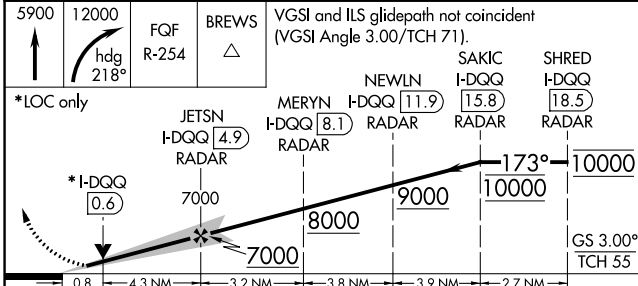 5900
12000
hdg
218°
FQF
R-254
BREWS
VGSI and ILS glidepath not coincident
(VGSI Angle 3.00/TCH 71).
*LOC only
SHRED
I-DQQ
18.5
RADAR
SAKIC
I-DQQ
15.8
RADAR
NEWLN
I-DQQ 11.9
RADAR
MERYN
I-DQQ 8.1
RADAR
JETSN
I-DQQ 4.9
RADAR
*I-DQQ
0.6
7000
7000
8000
9000
173°
10000
10000
GS 3.00°
TCH 55
0.8
4.3 NM
3.2 NM
3.8 NM
3.9 NM
2.7 NM